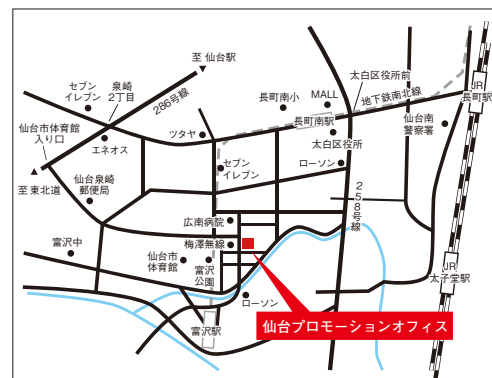 至 仙台駅
泉崎
2丁目
セブン
イレブン
286号線
MALL
太白区役所前
長町南小
地下鉄南北線
JR
長町駅
仙台市体育館
入り口
エネオス
ツタヤ
長町南駅
太白区役所
仙台南
警察署
至 東北道
仙台泉崎
郵便局
セブン
イレブン
ローソン
258号線
広南病院
富沢中
仙台市
体育館
梅澤無線
富沢
公園
ローソン
JR
太子堂駅
富沢駅
仙台プロモーションオフィス